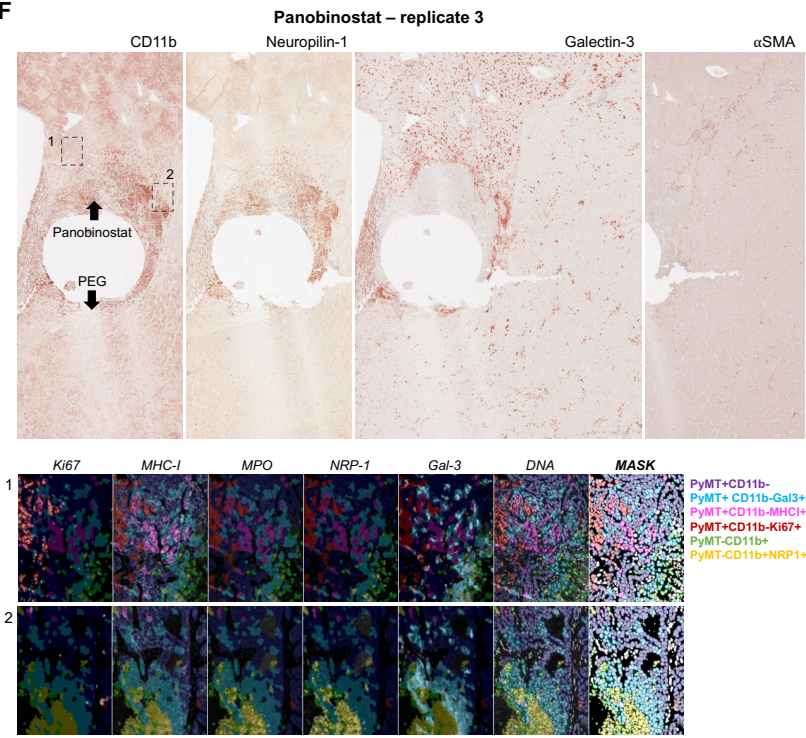 F
Panobinostat – replicate 3
CD11b
Neuropilin-1
Galectin-3
αSMA
1
2
Panobinostat
PEG
Ki67
MHC-I
MPO
NRP-1
Gal-3
DNA
MASK
1
PyMT+CD11b-
PyMT+ CD11b-Gal3+
PyMT+CD11b-MHCI+
PyMT+CD11b-Ki67+
PyMT-CD11b+
PyMT-CD11b+NRP1+
2